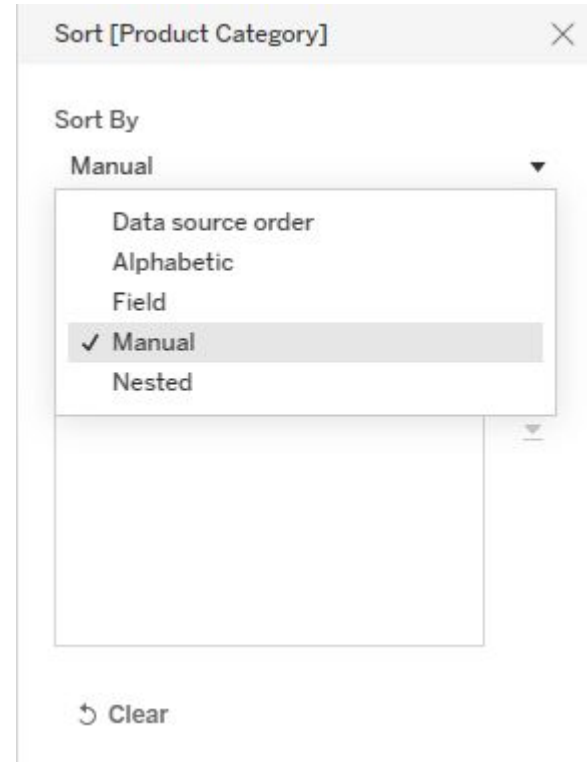 Sort [Product Category]
Sort By
Manual
Data source order
Alphabetic
Field
Manual
Nested
Clear